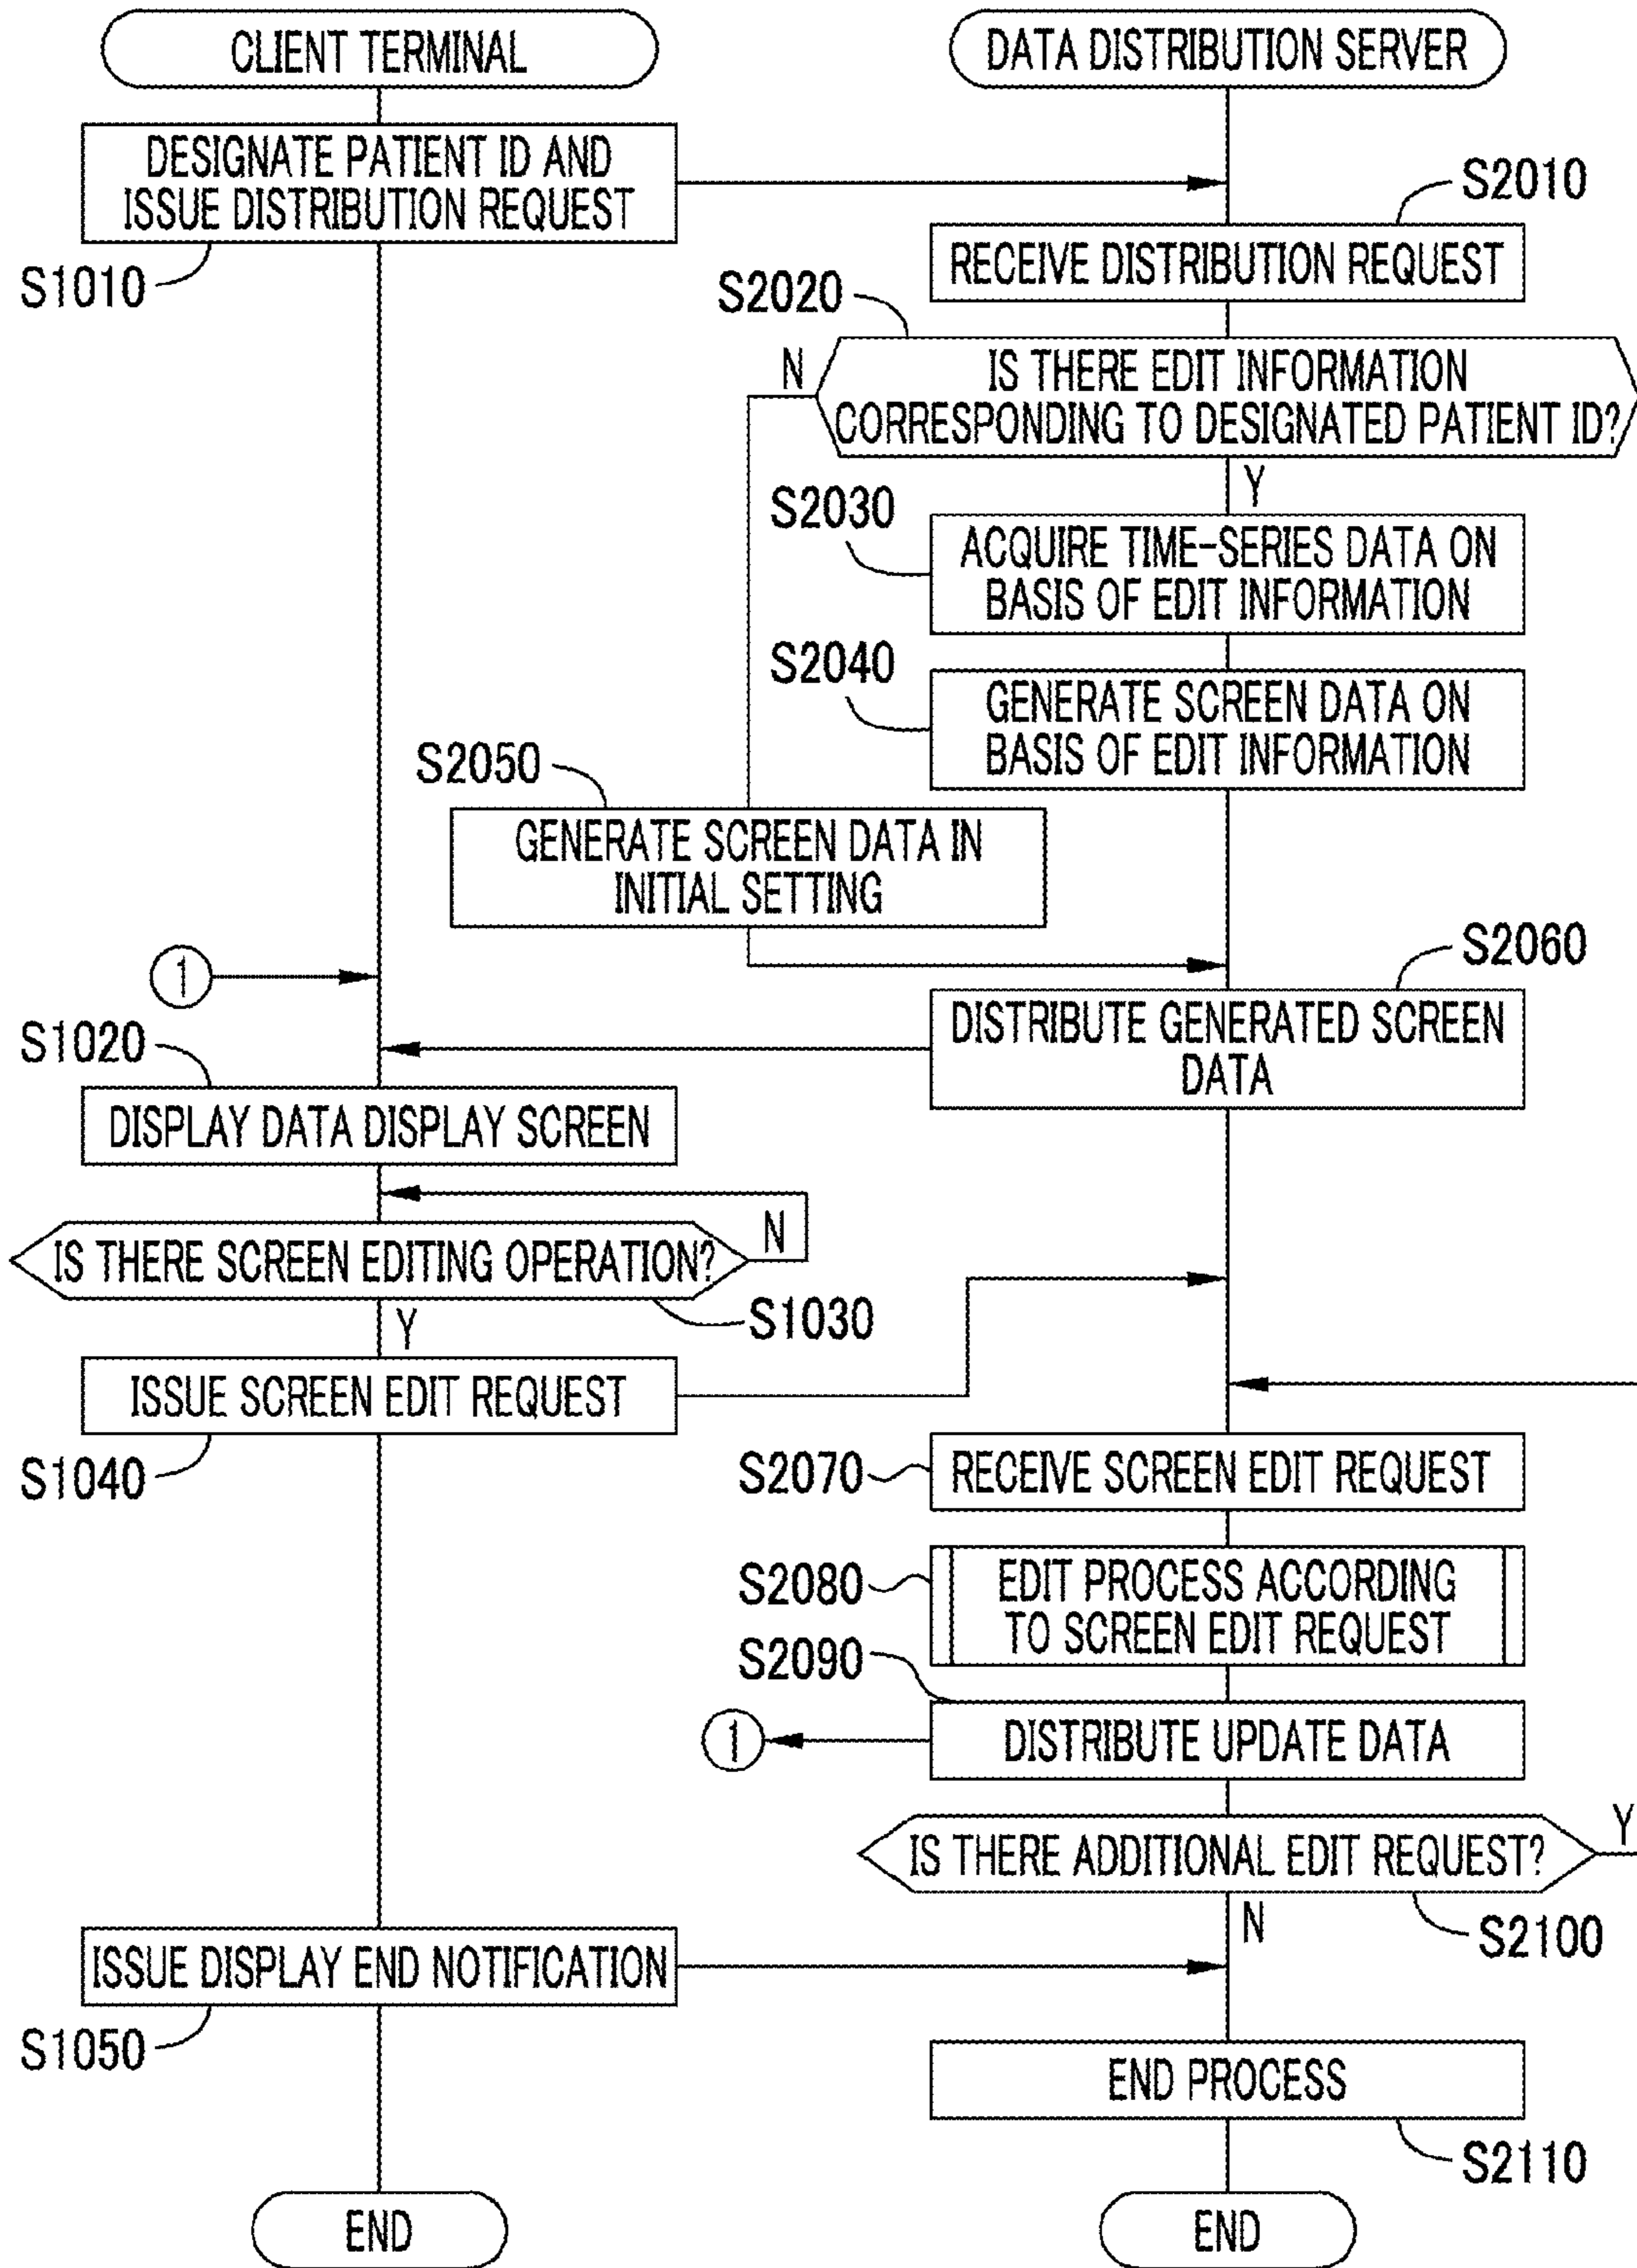 CLIENT TERMINAL
DATA DISTRIBUTION SERVER
DESIGNATE PATIENT ID AND
ISSUE DISTRIBUTION REQUEST
S1010
S2010
RECEIVE DISTRIBUTION REQUEST
S2020
N
IS THERE EDIT INFORMATION
CORRESPONDING TO DESIGNATED PATIENT ID?
Y
S2030
ACQUIRE TIME-SERIES DATA ON
BASIS OF EDIT INFORMATION
S2040
GENERATE SCREEN DATA ON
BASIS OF EDIT INFORMATION
S2050
GENERATE SCREEN DATA IN
INITIAL SETTING
1
S2060
DISTRIBUTE GENERATED SCREEN
DATA
S1020
DISPLAY DATA DISPLAY SCREEN
IS THERE SCREEN EDITING OPERATION?
N
S1030
Y
ISSUE SCREEN EDIT REQUEST
S1040
S2070
RECEIVE SCREEN EDIT REQUEST
S2080
EDIT PROCESS ACCORDING
TO SCREEN EDIT REQUEST
S2090
1
DISTRIBUTE UPDATE DATA
IS THERE ADDITIONAL EDIT REQUEST?
Y
N
S2100
ISSUE DISPLAY END NOTIFICATION
S1050
END PROCESS
S2110
END
END